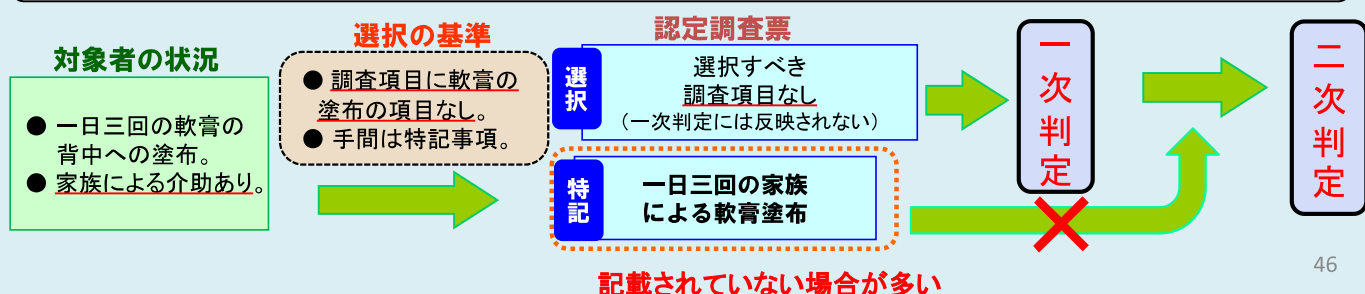 対象者の状況
● 一日三回の軟膏の
背中への塗布。
● 家族による介助あり。
選択の基準
● 調査項目に軟膏の
塗布の項目なし。
● 手間は特記事項。
認定調査票
選択
選択すべき
調査項目なし
（一次判定には反映されない）
特記
一日三回の家族
による軟膏塗布
記載されていない場合が多い
一次判定
二次判定
46